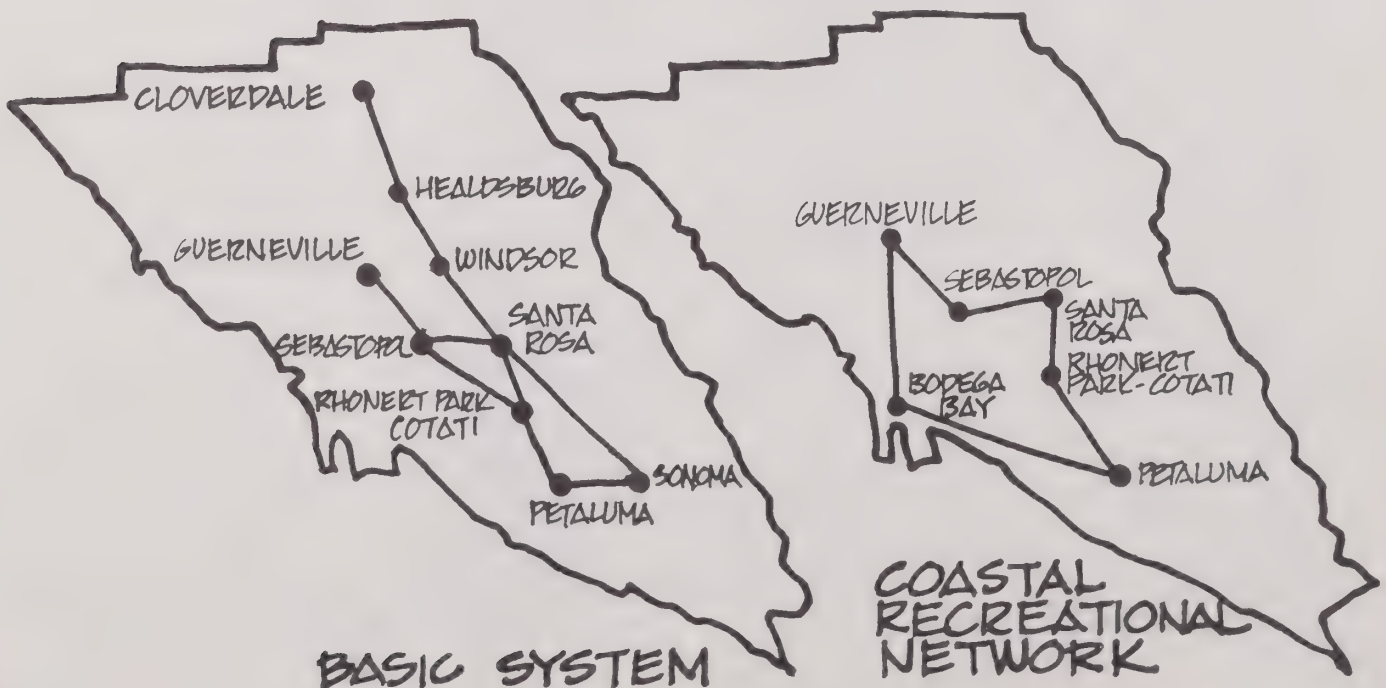 CLOVERDALE
HEALDSBURG
GUERNEVILLE
WINDSOR
SEBASTOPOL
SANTA
ROSA
RHONERT PARK
COTATI
PETALUMA
SONOMA
BASIC SYSTEM
GUERNEVILLE
SEBASTOPOL
SANTA
ROSA
RHONERT
PARK-COTATI
BODEGA
BAY
PETALUMA
COASTAL
RECREATIONAL
NETWORK